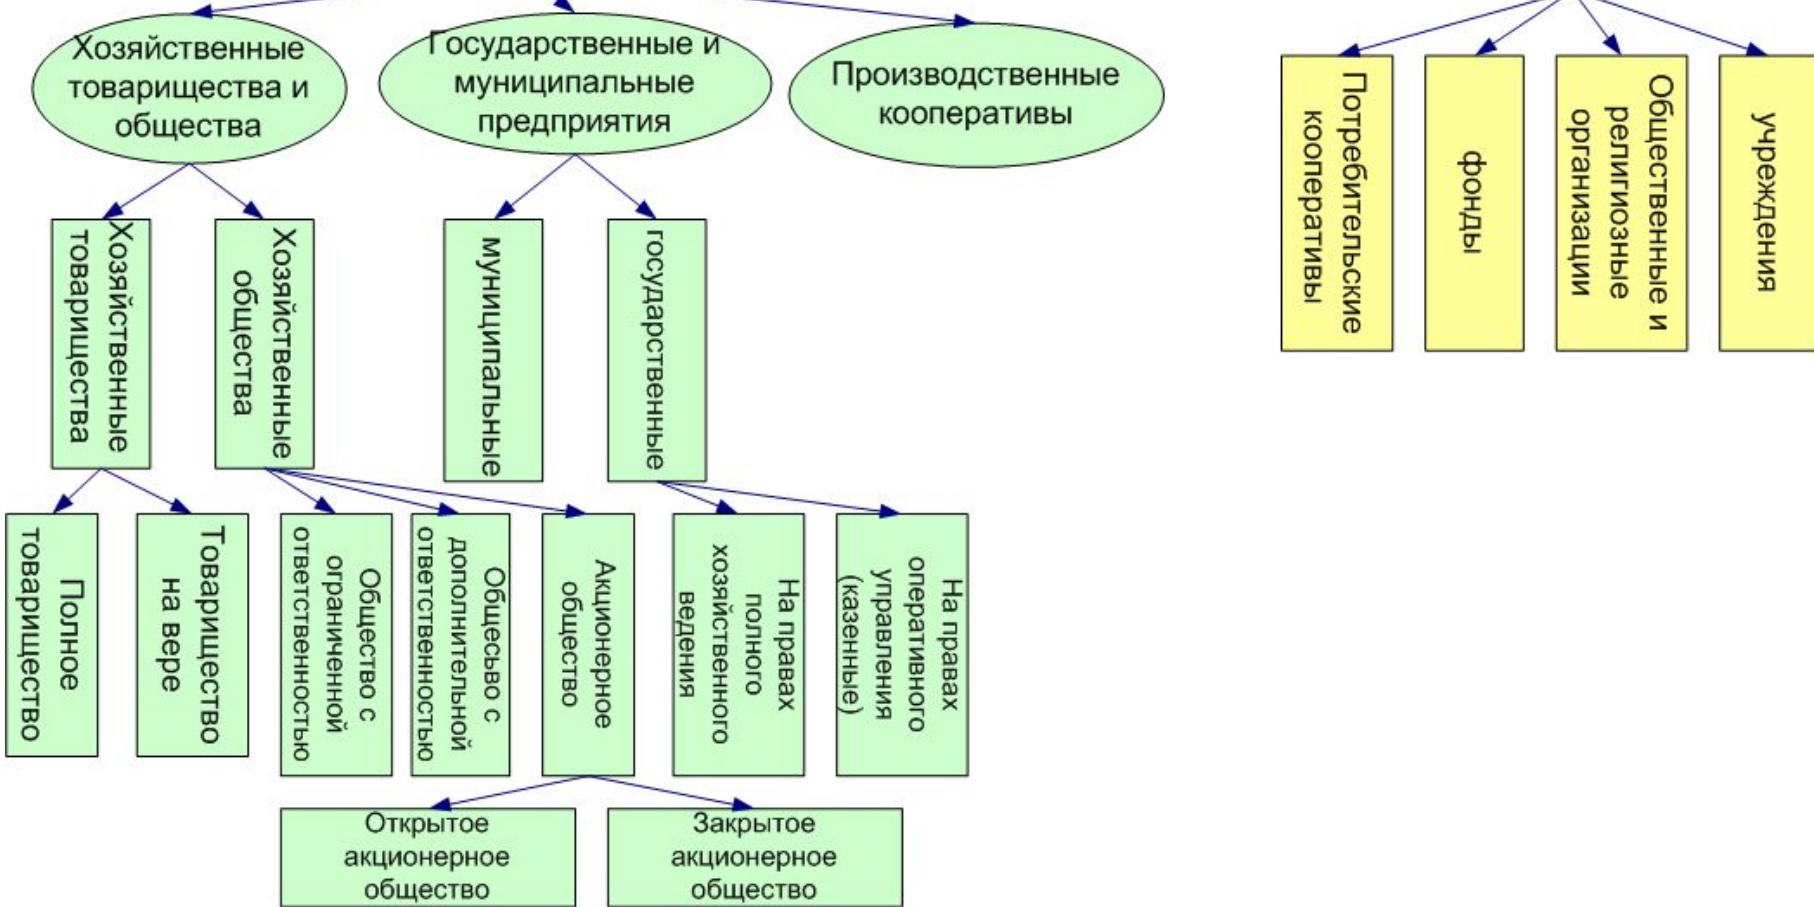 Хозяйственные
товарищества и
общества
Государственные и
муниципальные
предприятия
Производственные
кооперативы
Потребительские
кооперативы
фонды
Общественные и
религиозные
организации
учреждения
Хозяйственные
товарищества
Хозяйственные
общества
муниципальные
государственные
Полное
товарищество
Товарищество
на вере
Общество с
ограниченной
ответственностью
Общесьво с
дополнительной
ответственностью
Акционерное
общество
На правах
полного
хозяйственного
ведения
На правах
оперативного
управления
(казенные)
Открытое
акционерное
общество
Закрытое
акционерное
общество